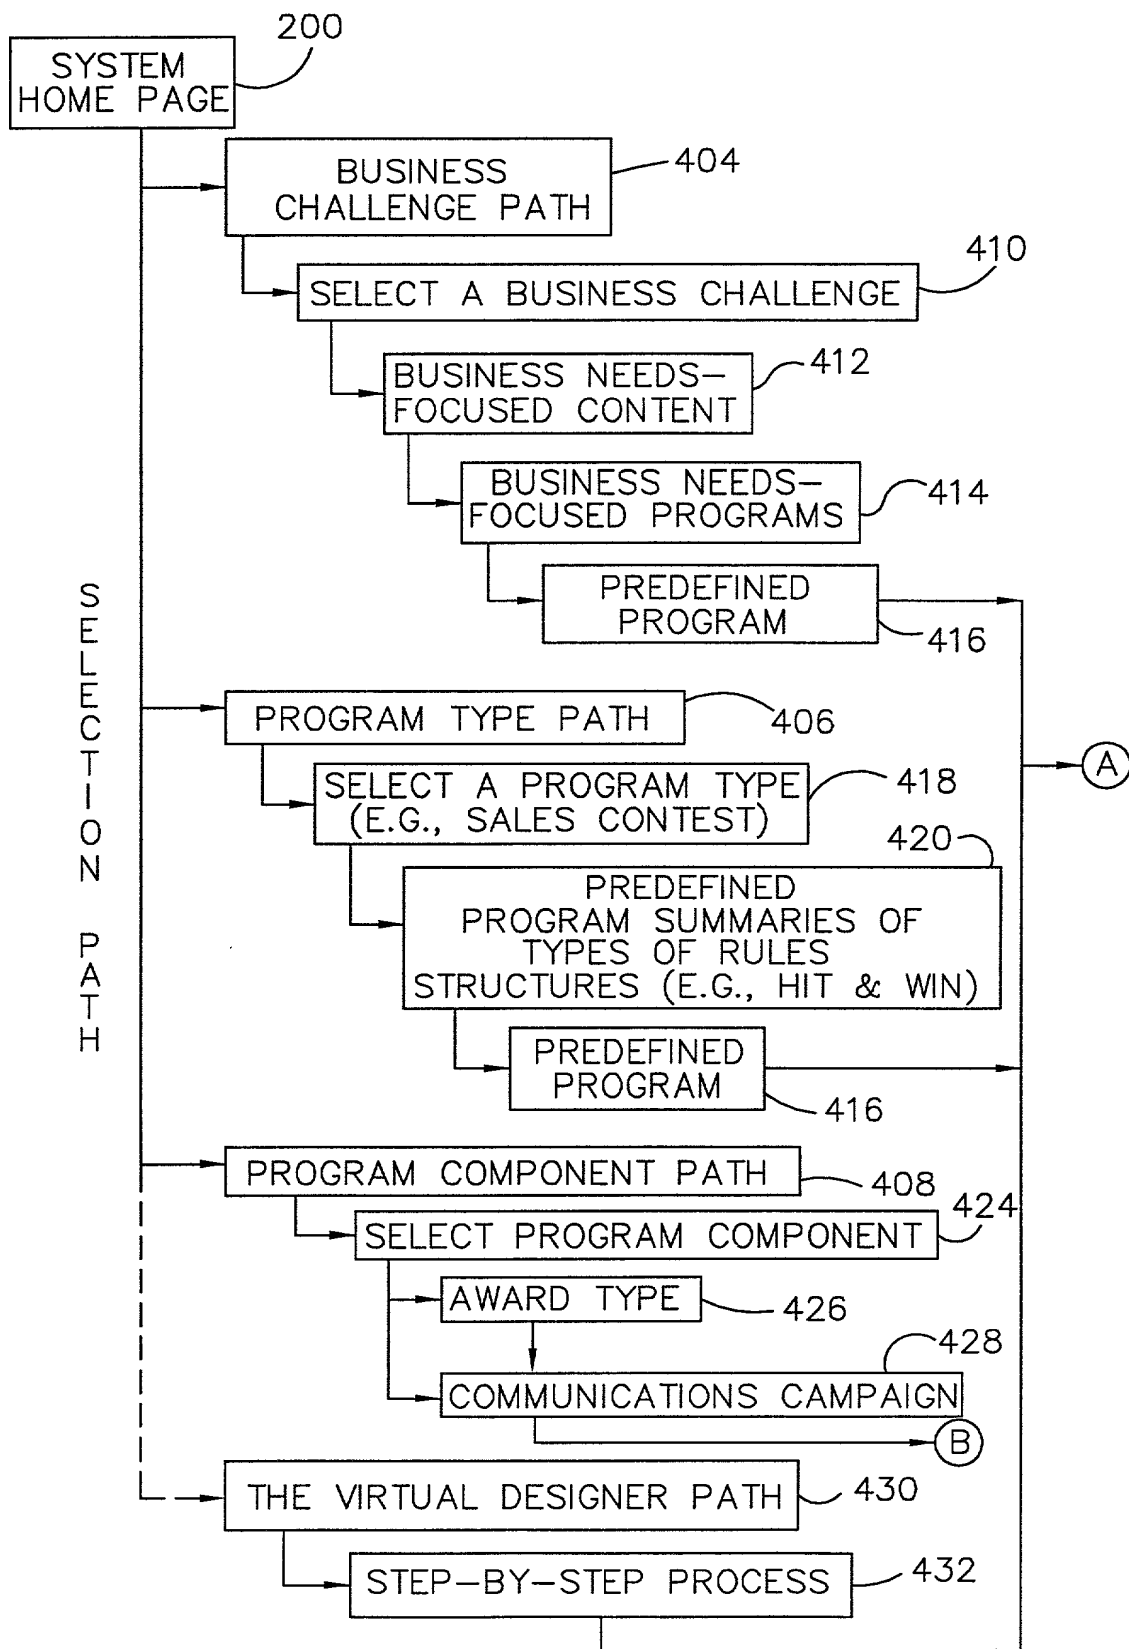 200
SYSTEM
HOME PAGE
404
BUSINESS
CHALLENGE PATH
410
SELECT A BUSINESS CHALLENGE
412
BUSINESS NEEDS-
FOCUSED CONTENT
414
BUSINESS NEEDS-
FOCUSED PROGRAMS
PREDEFINED
PROGRAM
416
SELECTION PATH
PROGRAM TYPE PATH
406
A
SELECT A PROGRAM TYPE
(E.G., SALES CONTEST)
418
420
PREDEFINED
PROGRAM SUMMARIES OF
TYPES OF RULES
STRUCTURES (E.G., HIT & WIN)
PREDEFINED
PROGRAM
416
PROGRAM COMPONENT PATH
408
424
SELECT PROGRAM COMPONENT
AWARD TYPE
426
428
COMMUNICATIONS CAMPAIGN
B
THE VIRTUAL DESIGNER PATH
430
STEP-BY-STEP PROCESS
432